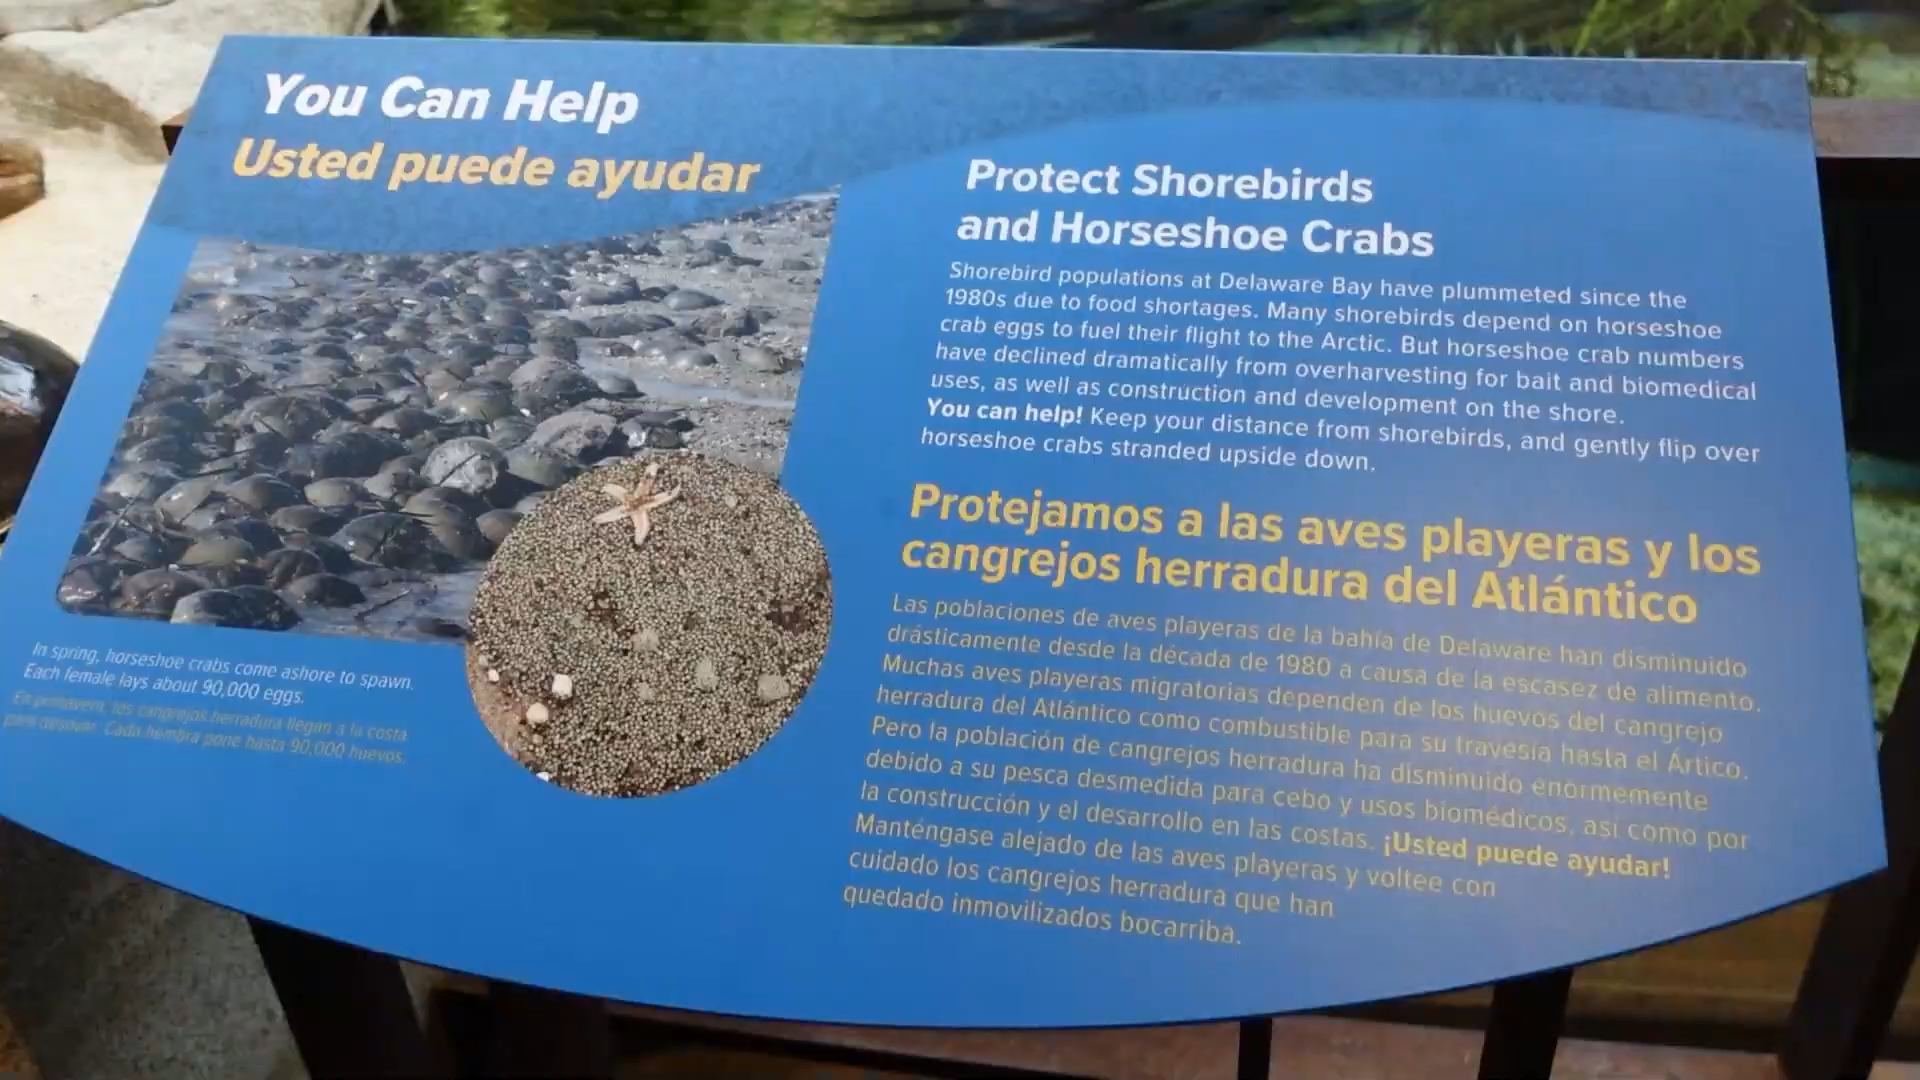 You Can Help
Usted puede ayudar
In spring, horseshoe crabs come ashore to spawn.
Each female lays about 90,000 eggs.
En primavera, los cangrejos herradura llegan a la costa
para desovar. Cada hembra pone hasta 90,000 huevos.
Protect Shorebirds
and Horseshoe Crabs
Shorebird populations at Delaware Bay have plummeted since the
1980s due to food shortages. Many shorebirds depend on horseshoe
crab eggs to fuel their flight to the Arctic. But horseshoe crab numbers
have declined dramatically from overharvesting for bait and biomedical
uses, as well as construction and development on the shore.
You can help! Keep your distance from shorebirds, and gently flip over
horseshoe crabs stranded upside down.
Protejamos a las aves playeras y los
cangrejos herradura del Atlántico
Las poblaciones de aves playeras de la bahía de Delaware han disminuido
drásticamente desde la década de 1980 a causa de la escasez de alimento.
Muchas aves playeras migratorias dependen de los huevos del cangrejo
herradura del Atlántico como combustible para su travesía hasta el Ártico.
Pero la población de cangrejos herradura ha disminuido enormemente
debido a su pesca desmedida para cebo y usos biomédicos, así como por
la construcción y el desarrollo en las costas. ¡Usted puede ayudar!
Manténgase alejado de las aves playeras y voltee con
cuidado los cangrejos herradura que han
quedado inmovilizados bocarriba.